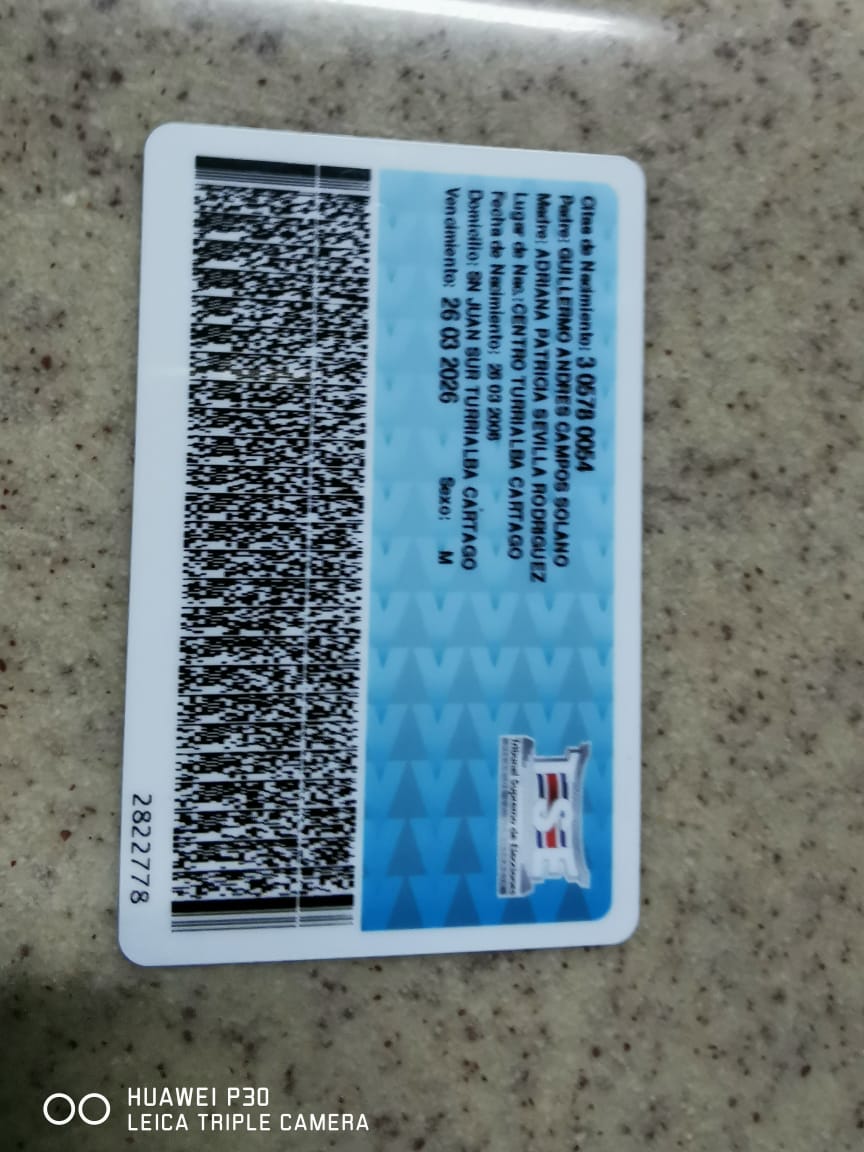 Citas de Nacimiento: 3 0578 0054
Padre: GUILLERMO ANDRES CAMPOS SOLANO
Madre: ADRIANA PATRICIA SEVILLA RODRIGUEZ
Lugar de Nac.: CENTRO TURRIALBA CARTAGO
Fecha de Nacimiento: 26 03 2008
Domicilio: SN JUAN SUR TURRIALBA CARTAGO
Vencimiento: 26 03 2026 Sexo: M
TSE
Tribunal Supremo de Elecciones
2822778
HUAWEI P30
LEICA TRIPLE CAMERA